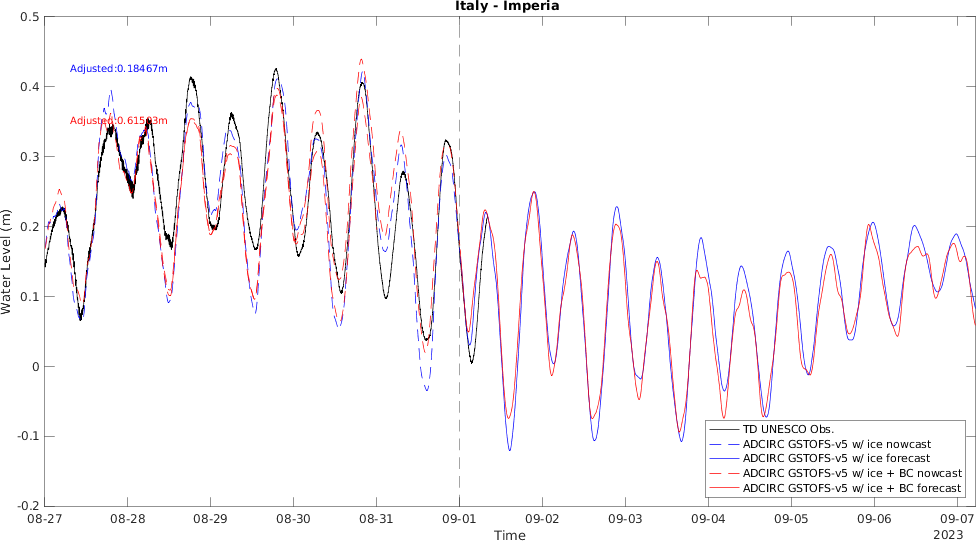 Italy - Imperia
0.5
0.4
0.3
0.2
0.1
0
-0.1
-0.2
Water Level (m)
Adjusted:0.18467m
TD UNESCO Obs.
ADCIRC GSTOFS-v5 w/ ice nowcast
ADCIRC GSTOFS-v5 w/ ice forecast
ADCIRC GSTOFS-v5 w/ ice + BC nowcast
ADCIRC GSTOFS-v5 w/ ice + BC forecast
08-27 08-28 08-29 08-30 08-31 09-01 09-02 09-03 09-04 09-05 09-06 09-07
Time
2023